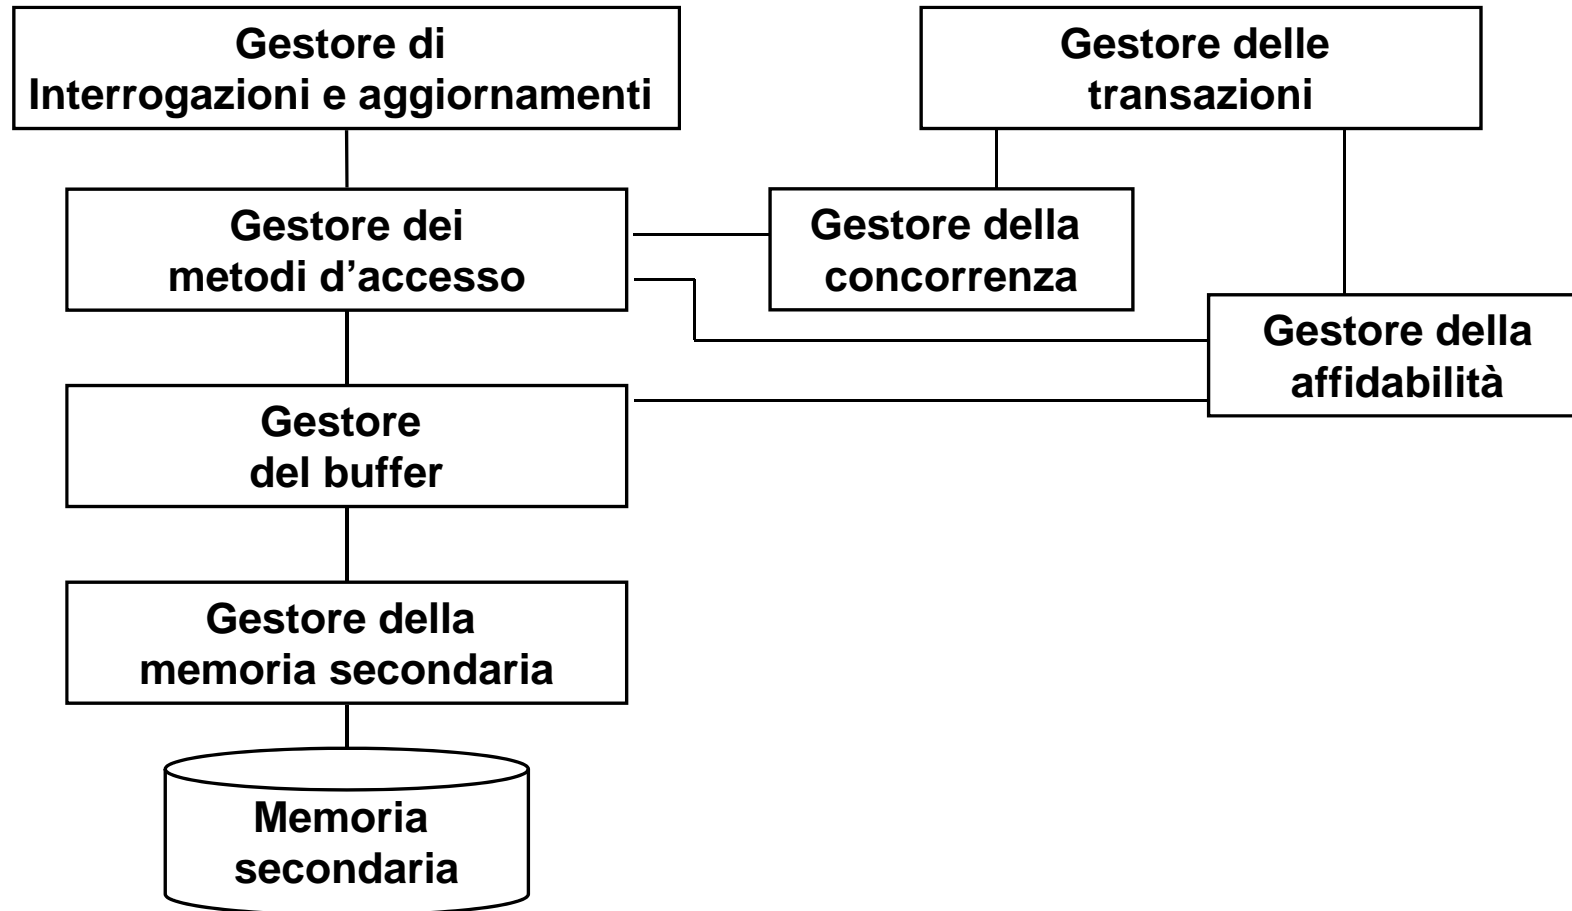 Gestore di
Interrogazioni e aggiornamenti
Gestore delle
transazioni
Gestore dei
metodi d’accesso
Gestore della
concorrenza
Gestore della
affidabilità
Gestore
del buffer
Gestore della
memoria secondaria
Memoria
secondaria